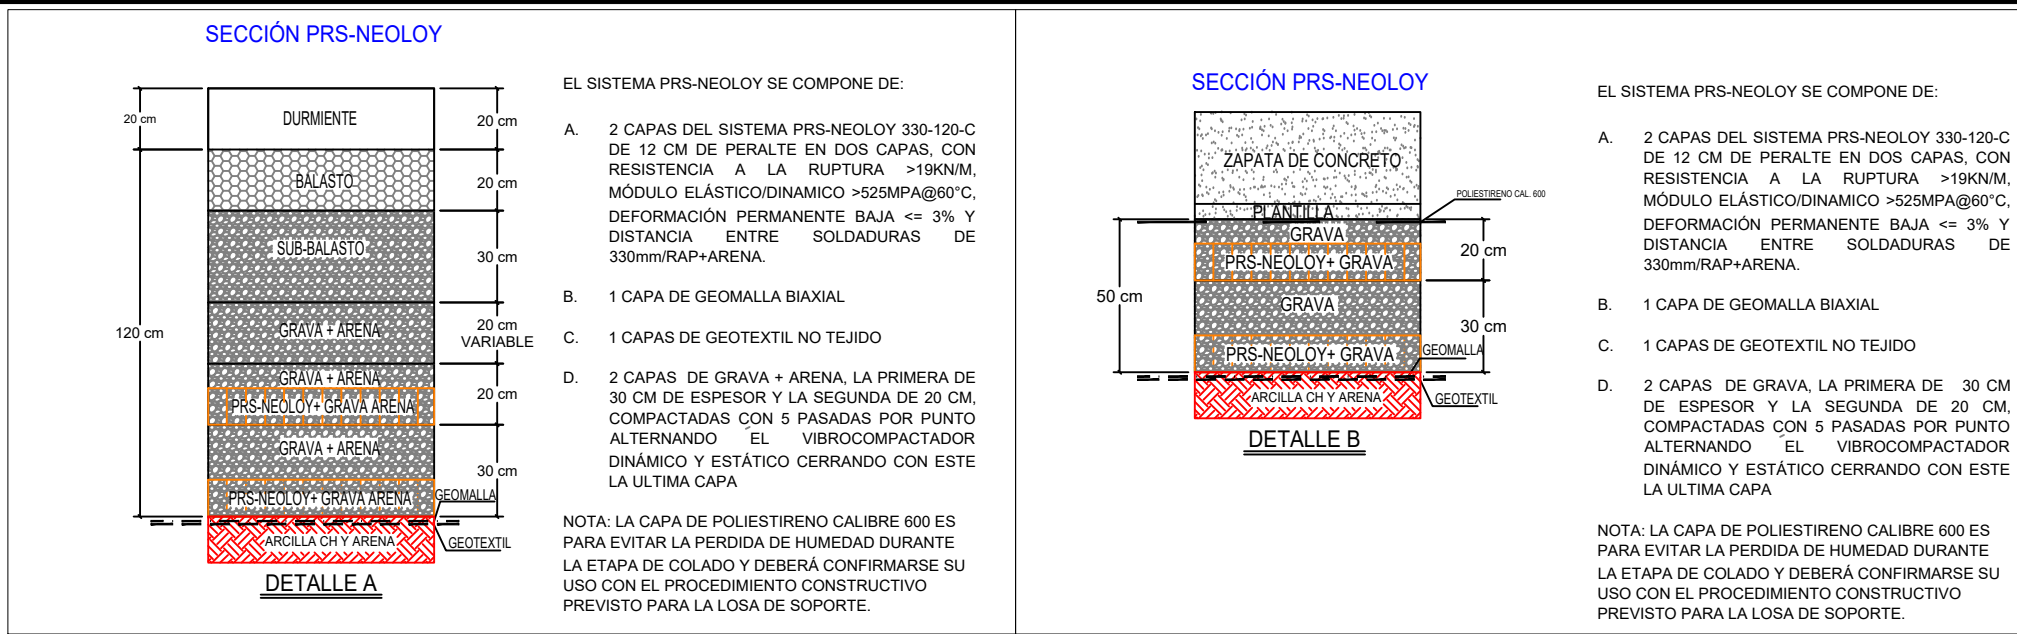 SECCIÓN PRS-NEOLOY
20 cm
DURMIENTE
20 cm
BALASTO
20 cm
SUB-BALASTO
30 cm
120 cm
GRAVA + ARENA
20 cm
VARIABLE
GRAVA + ARENA
PRS-NEOLOY+ GRAVA ARENA
20 cm
GRAVA + ARENA
30 cm
PRS-NEOLOY+ GRAVA ARENA
GEOMALLA
ARCILLA CH Y ARENA
GEOTEXTIL
DETALLE A
EL SISTEMA PRS-NEOLOY SE COMPONE DE:
A. 2 CAPAS DEL SISTEMA PRS-NEOLOY 330-120-C
DE 12 CM DE PERALTE EN DOS CAPAS, CON
RESISTENCIA A LA RUPTURA >19KN/M,
MÓDULO ELÁSTICO/DINAMICO >525MPA@60°C,
DEFORMACIÓN PERMANENTE BAJA <= 3% Y
DISTANCIA ENTRE SOLDADURAS DE
330mm/RAP+ARENA.
B. 1 CAPA DE GEOMALLA BIAXIAL
C. 1 CAPAS DE GEOTEXTIL NO TEJIDO
D. 2 CAPAS DE GRAVA + ARENA, LA PRIMERA DE
30 CM DE ESPESOR Y LA SEGUNDA DE 20 CM,
COMPACTADAS CON 5 PASADAS POR PUNTO
ALTERNANDO EL VIBROCOMPACTADOR
DINÁMICO Y ESTÁTICO CERRANDO CON ESTE
LA ULTIMA CAPA
NOTA: LA CAPA DE POLIESTIRENO CALIBRE 600 ES
PARA EVITAR LA PERDIDA DE HUMEDAD DURANTE
LA ETAPA DE COLADO Y DEBERÁ CONFIRMARSE SU
USO CON EL PROCEDIMIENTO CONSTRUCTIVO
PREVISTO PARA LA LOSA DE SOPORTE.
SECCIÓN PRS-NEOLOY
ZAPATA DE CONCRETO
POLIESTIRENO CAL. 600
PLANTILLA
GRAVA
PRS-NEOLOY+ GRAVA
20 cm
50 cm
GRAVA
30 cm
PRS-NEOLOY+ GRAVA
GEOMALLA
ARCILLA CH Y ARENA
GEOTEXTIL
DETALLE B
EL SISTEMA PRS-NEOLOY SE COMPONE DE:
A. 2 CAPAS DEL SISTEMA PRS-NEOLOY 330-120-C
DE 12 CM DE PERALTE EN DOS CAPAS, CON
RESISTENCIA A LA RUPTURA >19KN/M,
MÓDULO ELÁSTICO/DINAMICO >525MPA@60°C,
DEFORMACIÓN PERMANENTE BAJA <= 3% Y
DISTANCIA ENTRE SOLDADURAS DE
330mm/RAP+ARENA.
B. 1 CAPA DE GEOMALLA BIAXIAL
C. 1 CAPAS DE GEOTEXTIL NO TEJIDO
D. 2 CAPAS DE GRAVA, LA PRIMERA DE 30 CM
DE ESPESOR Y LA SEGUNDA DE 20 CM,
COMPACTADAS CON 5 PASADAS POR PUNTO
ALTERNANDO EL VIBROCOMPACTADOR
DINÁMICO Y ESTÁTICO CERRANDO CON ESTE
LA ULTIMA CAPA
NOTA: LA CAPA DE POLIESTIRENO CALIBRE 600 ES
PARA EVITAR LA PERDIDA DE HUMEDAD DURANTE
LA ETAPA DE COLADO Y DEBERÁ CONFIRMARSE SU
USO CON EL PROCEDIMIENTO CONSTRUCTIVO
PREVISTO PARA LA LOSA DE SOPORTE.